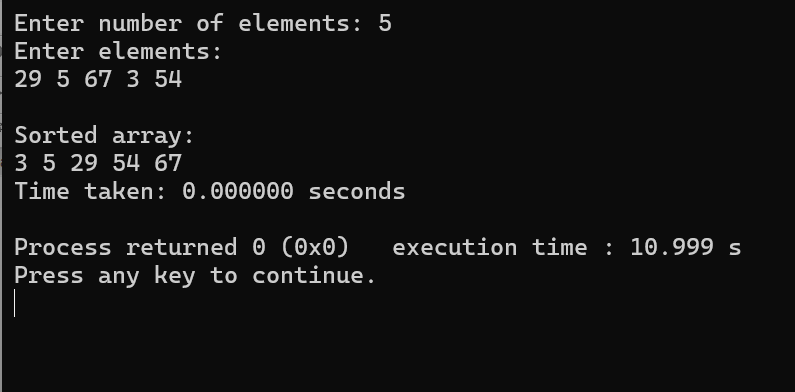 Enter number of elements: 5
Enter elements:
29 5 67 3 54
Sorted array:
3 5 29 54 67
Time taken: 0.000000 seconds
Process returned 0 (0x0)   execution time : 10.999 s
Press any key to continue.